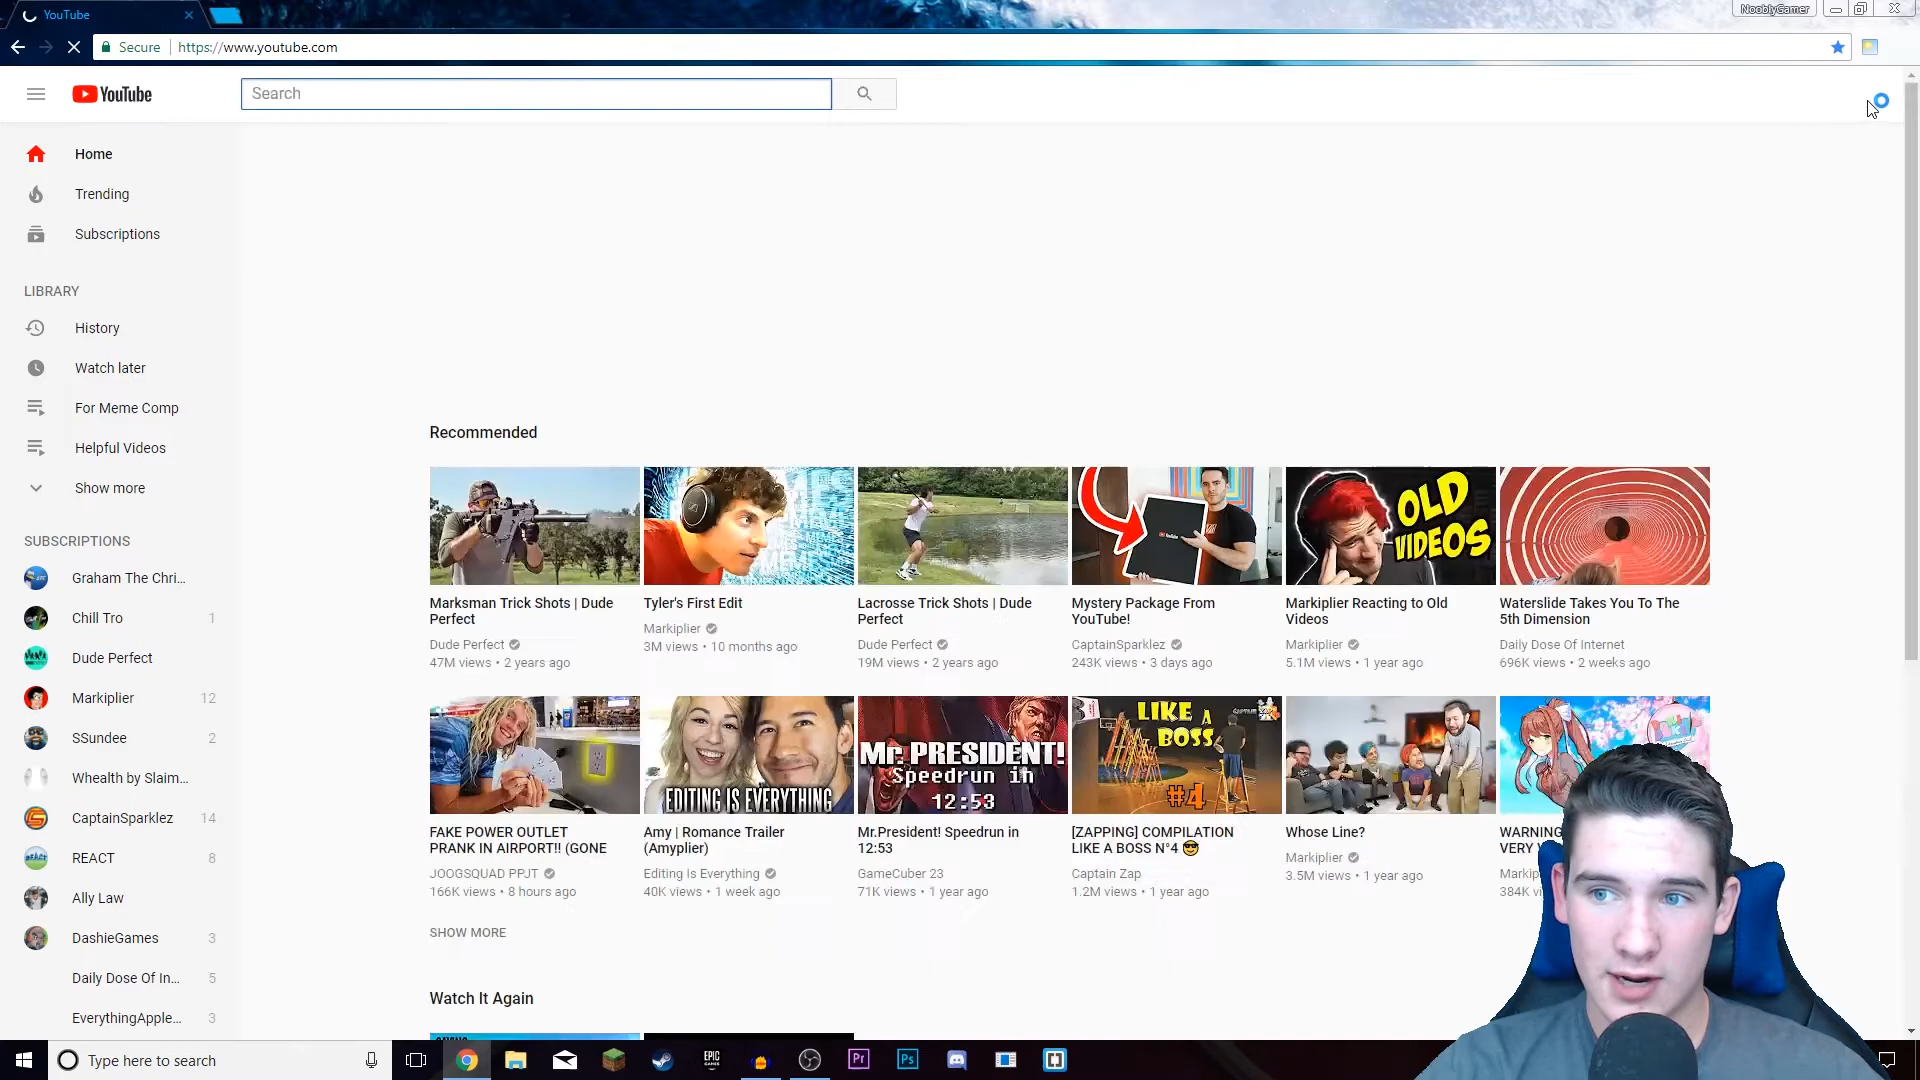 YouTube
NooblyGamer
Secure
https://www.youtube.com
YouTube
Search
Home
Trending
Subscriptions
LIBRARY
History
Watch later
For Meme Comp
Helpful Videos
Show more
SUBSCRIPTIONS
Graham The Chri...
Chill Tro 1
Dude Perfect
Markiplier 12
SSundee 2
Whealth by Slaim...
CaptainSparklez 14
REACT 8
Ally Law
DashieGames 3
Daily Dose Of In... 5
EverythingApple... 3
Recommended
OLD
VIDEOS
Marksman Trick Shots | Dude
Perfect
Dude Perfect
47M views • 2 years ago
Tyler's First Edit
Markiplier
3M views • 10 months ago
Lacrosse Trick Shots | Dude
Perfect
Dude Perfect
19M views • 2 years ago
Mystery Package From
YouTube!
CaptainSparklez
243K views • 3 days ago
Markiplier Reacting to Old
Videos
Markiplier
5.1M views • 1 year ago
Waterslide Takes You To The
5th Dimension
Daily Dose Of Internet
696K views • 2 weeks ago
EDITING IS EVERYTHING
Mr. PRESIDENT!
Speedrun in
12:53
LIKE A
BOSS
#4
FAKE POWER OUTLET
PRANK IN AIRPORT!! (GONE
JOOGSQUAD PPJT
166K views • 8 hours ago
Amy | Romance Trailer
(Amyplier)
Editing Is Everything
40K views • 1 week ago
Mr.President! Speedrun in
12:53
GameCuber 23
71K views • 1 year ago
[ZAPPING] COMPILATION
LIKE A BOSS N°4 😎
Captain Zap
1.2M views • 1 year ago
Whose Line?
Markiplier
3.5M views • 1 year ago
WARNING
VERY
Markip
384K vi
SHOW MORE
Watch It Again
Type here to search
EPIC
GAMES
Pr
Ps